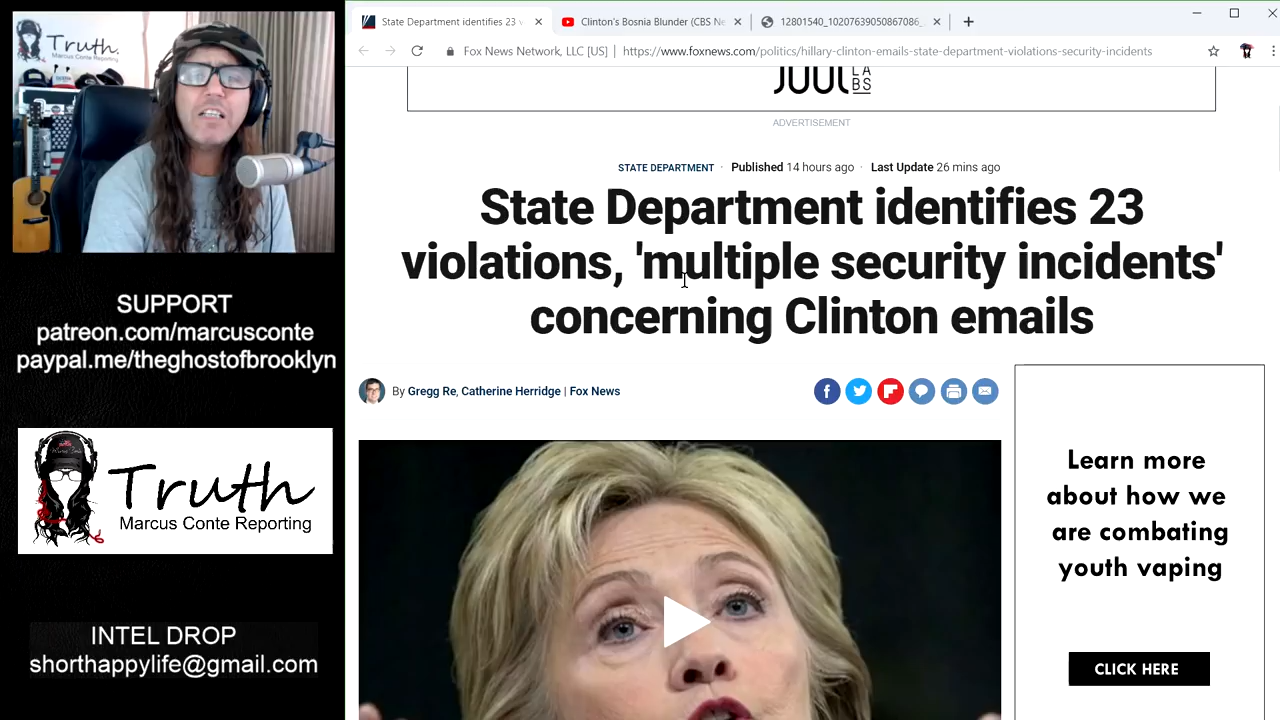 Truth.
Marcus Conte Reporting
SUPPORT
patreon.com/marcusconte
paypal.me/theghostofbrooklyn
Truth
Marcus Conte Reporting
INTEL DROP
shorthappylife@gmail.com
State Department identifies 23 v
Clinton's Bosnia Blunder (CBS Ne
12801540_10207639050867086_
Fox News Network, LLC [US] | https://www.foxnews.com/politics/hillary-clinton-emails-state-department-violations-security-incidents
JUUL LABS
ADVERTISEMENT
STATE DEPARTMENT · Published 14 hours ago · Last Update 26 mins ago
State Department identifies 23
violations, 'multiple security incidents'
concerning Clinton emails
By Gregg Re, Catherine Herridge | Fox News
Learn more
about how we
are combating
youth vaping
CLICK HERE